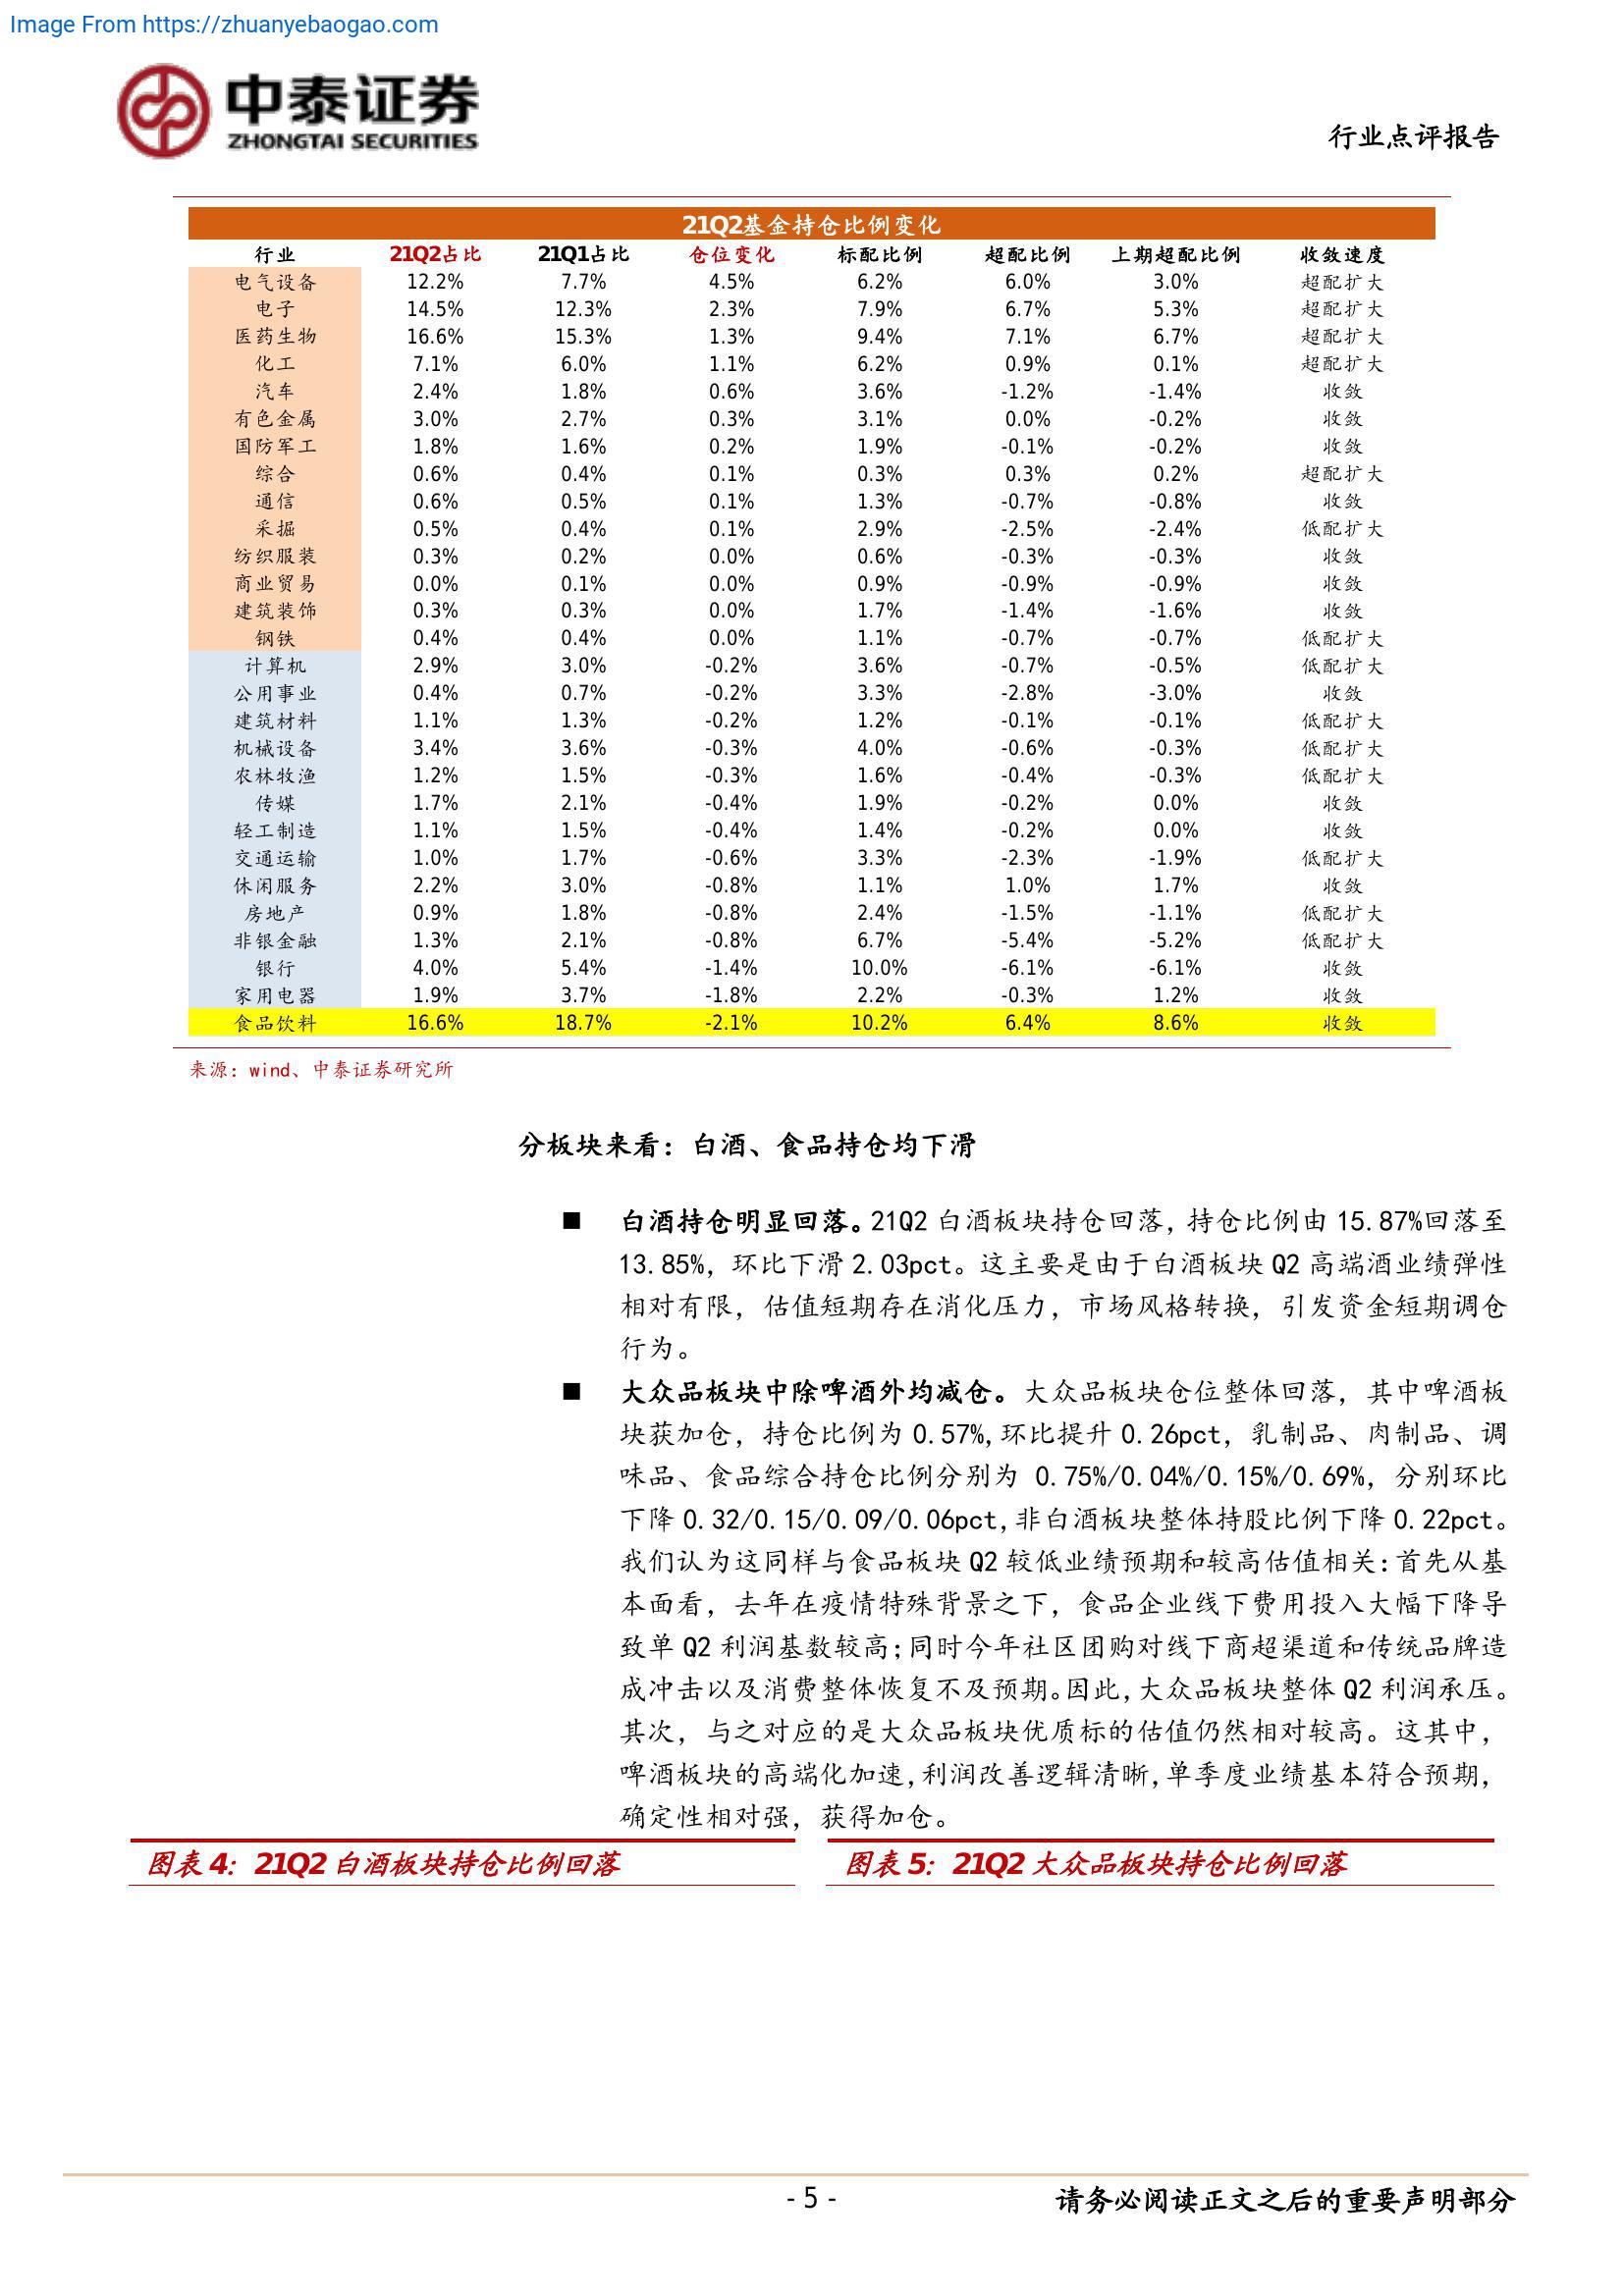 Image From https://zhuanyebaogao.com
中泰证券
ZHONGTAI SECURITIES
行业点评报告
21Q2基金持仓比例变化
行业 21Q2占比 21Q1占比 仓位变化 标配比例 超配比例 上期超配比例 收敛速度
电气设备 12.2% 7.7% 4.5% 6.2% 6.0% 3.0% 超配扩大
电子 14.5% 12.3% 2.3% 7.9% 6.7% 5.3% 超配扩大
医药生物 16.6% 15.3% 1.3% 9.4% 7.1% 6.7% 超配扩大
化工 7.1% 6.0% 1.1% 6.2% 0.9% 0.1% 超配扩大
汽车 2.4% 1.8% 0.6% 3.6% -1.2% -1.4% 收敛
有色金属 3.0% 2.7% 0.3% 3.1% 0.0% -0.2% 收敛
国防军工 1.8% 1.6% 0.2% 1.9% -0.1% -0.2% 收敛
综合 0.6% 0.4% 0.1% 0.3% 0.3% 0.2% 超配扩大
通信 0.6% 0.5% 0.1% 1.3% -0.7% -0.8% 收敛
采掘 0.5% 0.4% 0.1% 2.9% -2.5% -2.4% 低配扩大
纺织服装 0.3% 0.2% 0.0% 0.6% -0.3% -0.3% 收敛
商业贸易 0.0% 0.1% 0.0% 0.9% -0.9% -0.9% 收敛
建筑装饰 0.3% 0.3% 0.0% 1.7% -1.4% -1.6% 收敛
钢铁 0.4% 0.4% 0.0% 1.1% -0.7% -0.7% 低配扩大
计算机 2.9% 3.0% -0.2% 3.6% -0.7% -0.5% 低配扩大
公用事业 0.4% 0.7% -0.2% 3.3% -2.8% -3.0% 收敛
建筑材料 1.1% 1.3% -0.2% 1.2% -0.1% -0.1% 低配扩大
机械设备 3.4% 3.6% -0.3% 4.0% -0.6% -0.3% 低配扩大
农林牧渔 1.2% 1.5% -0.3% 1.6% -0.4% -0.3% 低配扩大
传媒 1.7% 2.1% -0.4% 1.9% -0.2% 0.0% 收敛
轻工制造 1.1% 1.5% -0.4% 1.4% -0.2% 0.0% 收敛
交通运输 1.0% 1.7% -0.6% 3.3% -2.3% -1.9% 低配扩大
休闲服务 2.2% 3.0% -0.8% 1.1% 1.0% 1.7% 收敛
房地产 0.9% 1.8% -0.8% 2.4% -1.5% -1.1% 低配扩大
非银金融 1.3% 2.1% -0.8% 6.7% -5.4% -5.2% 低配扩大
银行 4.0% 5.4% -1.4% 10.0% -6.1% -6.1% 收敛
家用电器 1.9% 3.7% -1.8% 2.2% -0.3% 1.2% 收敛
食品饮料 16.6% 18.7% -2.1% 10.2% 6.4% 8.6% 收敛
来源：wind、中泰证券研究所
分板块来看：白酒、食品持仓均下滑
■ 白酒持仓明显回落。21Q2 白酒板块持仓回落，持仓比例由 15.87%回落至
13.85%，环比下滑 2.03pct。这主要是由于白酒板块 Q2 高端酒业绩弹性
相对有限，估值短期存在消化压力，市场风格转换，引发资金短期调仓
行为。
■ 大众品板块中除啤酒外均减仓。大众品板块仓位整体回落，其中啤酒板
块获加仓，持仓比例为 0.57%,环比提升 0.26pct，乳制品、肉制品、调
味品、食品综合持仓比例分别为 0.75%/0.04%/0.15%/0.69%，分别环比
下降 0.32/0.15/0.09/0.06pct,非白酒板块整体持股比例下降 0.22pct。
我们认为这同样与食品板块 Q2 较低业绩预期和较高估值相关:首先从基
本面看，去年在疫情特殊背景之下，食品企业线下费用投入大幅下降导
致单 Q2 利润基数较高;同时今年社区团购对线下商超渠道和传统品牌造
成冲击以及消费整体恢复不及预期。因此,大众品板块整体 Q2 利润承压。
其次，与之对应的是大众品板块优质标的估值仍然相对较高。这其中，
啤酒板块的高端化加速,利润改善逻辑清晰,单季度业绩基本符合预期，
确定性相对强，获得加仓。
图表 4：21Q2 白酒板块持仓比例回落
图表 5：21Q2 大众品板块持仓比例回落
- 5 -
请务必阅读正文之后的重要声明部分